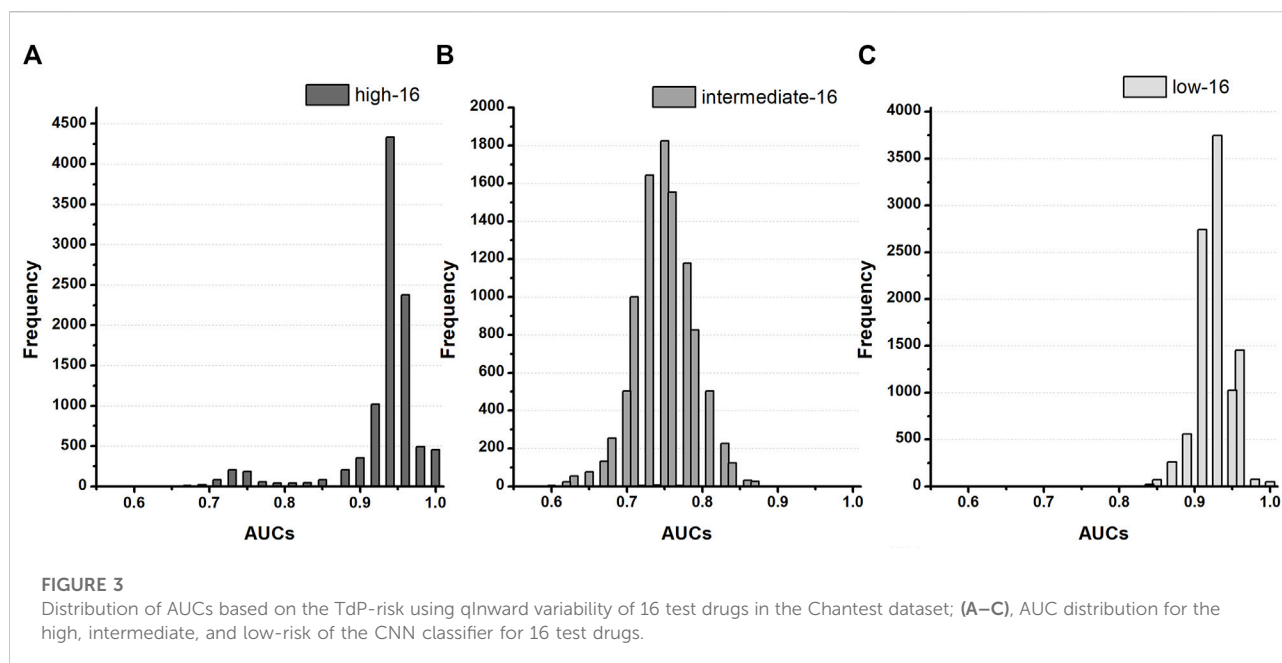 A
high-16
4500
4000
3500
3000
2500
2000
1500
1000
500
0
Frequency
0.6 0.7 0.8 0.9 1.0
AUCs
B
intermediate-16
2000
1800
1600
1400
1200
1000
800
600
400
200
0
Frequency
0.6 0.7 0.8 0.9 1.0
AUCs
C
low-16
4000
3500
3000
2500
2000
1500
1000
500
0
Frequency
0.6 0.7 0.8 0.9 1.0
AUCs
FIGURE 3
Distribution of AUCs based on the TdP-risk using qInward variability of 16 test drugs in the Chantest dataset; (A–C), AUC distribution for the
high, intermediate, and low-risk of the CNN classifier for 16 test drugs.